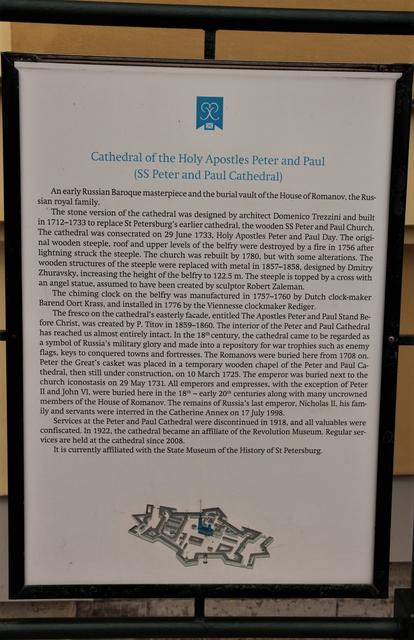 Cathedral of the Holy Apostles Peter and Paul
(SS Peter and Paul Cathedral)
An early Russian Baroque masterpiece and the burial vault of the House of Romanov, the Rus-
sian royal family.
The stone version of the cathedral was designed by architect Domenico Trezzini and built
in 1712–1733 to replace St Petersburg's earlier cathedral, the wooden SS Peter and Paul Church.
The cathedral was consecrated on 29 June 1733, Holy Apostles Peter and Paul Day. The origi-
nal wooden steeple, roof and upper levels of the belfry were destroyed by a fire in 1756 after
lightning struck the steeple. The church was rebuilt by 1780, but with some alterations. The
wooden structures of the steeple were replaced with metal in 1857–1858, designed by Dmitry
Zhuravsky, increasing the height of the belfry to 122.5 m. The steeple is topped by a cross with
an angel statue, assumed to have been created by sculptor Robert Zaleman.
The chiming clock on the belfry was manufactured in 1757–1760 by Dutch clock-maker
Barend Oort Krass, and installed in 1776 by the Viennese clockmaker Rediger.
The fresco on the cathedral's easterly facade, entitled The Apostles Peter and Paul Stand Be-
fore Christ, was created by P. Titov in 1859–1860. The interior of the Peter and Paul Cathedral
has reached us almost entirely intact. In the 18th century, the cathedral came to be regarded as
a symbol of Russia's military glory and made into a repository for war trophies such as enemy
flags, keys to conquered towns and fortresses. The Romanovs were buried here from 1708 on.
Peter the Great's casket was placed in a temporary wooden chapel of the Peter and Paul Ca-
thedral, then still under construction, on 10 March 1725. The emperor was buried next to the
church iconostasis on 29 May 1731. All emperors and empresses, with the exception of Peter
II and John VI, were buried here in the 18th – early 20th centuries along with many uncrowned
members of the House of Romanov. The remains of Russia's last emperor, Nicholas II, his fam-
ily and servants were interred in the Catherine Annex on 17 July 1998.
Services at the Peter and Paul Cathedral were discontinued in 1918, and all valuables were
confiscated. In 1922, the cathedral became an affiliate of the Revolution Museum. Regular ser-
vices are held at the cathedral since 2008.
It is currently affiliated with the State Museum of the History of St Petersburg.